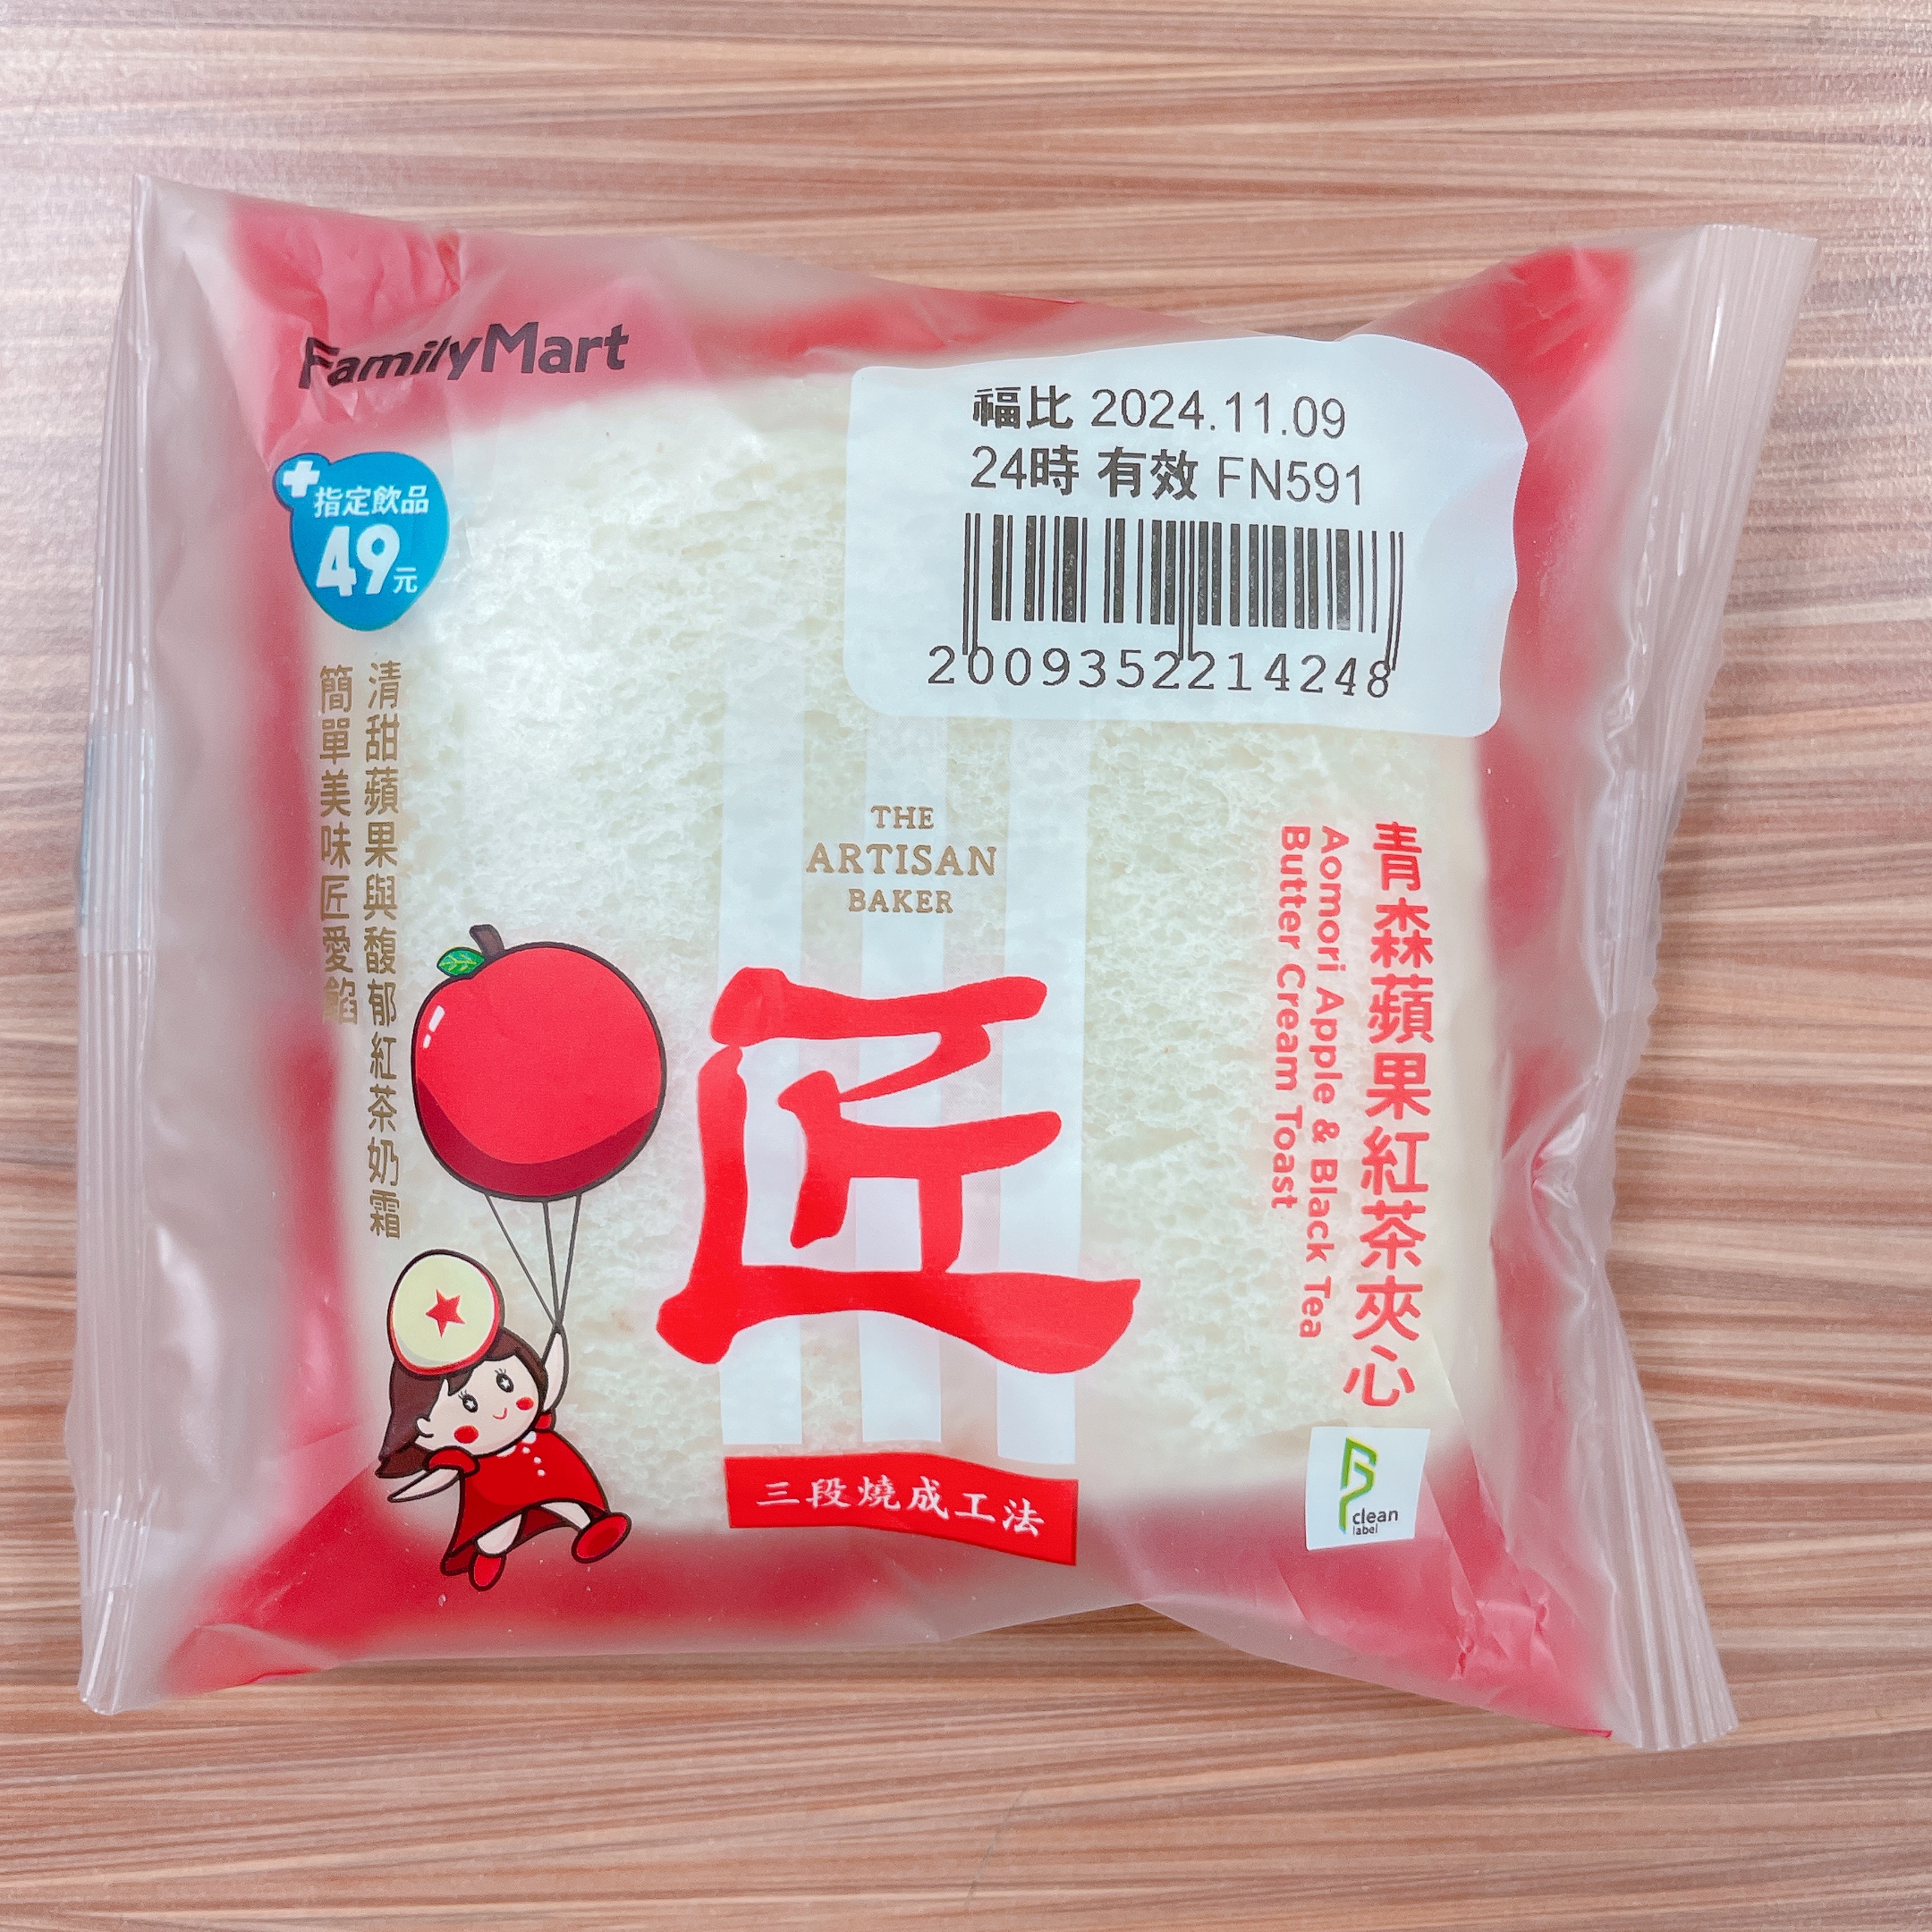 FamilyMart
福比 2024.11.09
24時 有效 FN591
2009352214248
+指定飲品
49元
清甜蘋果與馥郁紅茶奶霜
簡單美味匠愛餡
THE
ARTISAN
BAKER
匠
三段燒成工法
青森蘋果紅茶夾心
Aomori Apple & Black Tea
Butter Cream Toast
clean
label